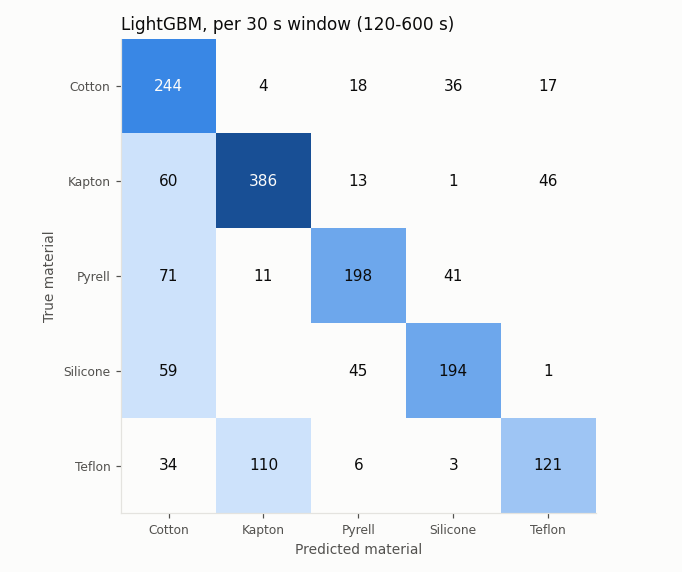 LightGBM, per 30 s window (120-600 s)
Cotton 244 4 18 36 17
Kapton 60 386 13 1 46
Pyrell 71 11 198 41
Silicone 59 45 194 1
Teflon 34 110 6 3 121
True material
Cotton Kapton Pyrell Silicone Teflon
Predicted material